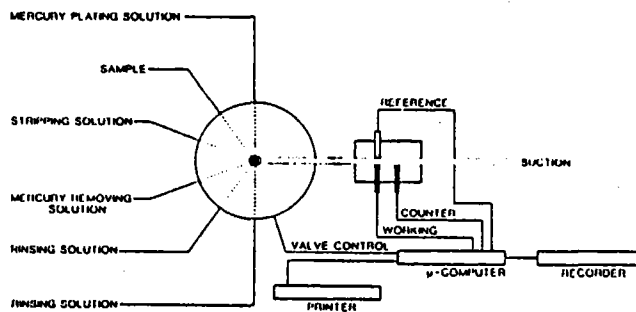 MERCURY PLATING SOLUTION
SAMPLE
STRIPPING SOLUTION
MERCURY REMOVING
SOLUTION
RINSING SOLUTION
RINSING SOLUTION
REFERENCE
SUCTION
COUNTER
WORKING
VALVE CONTROL
μ-COMPUTER
RECORDER
PRINTER